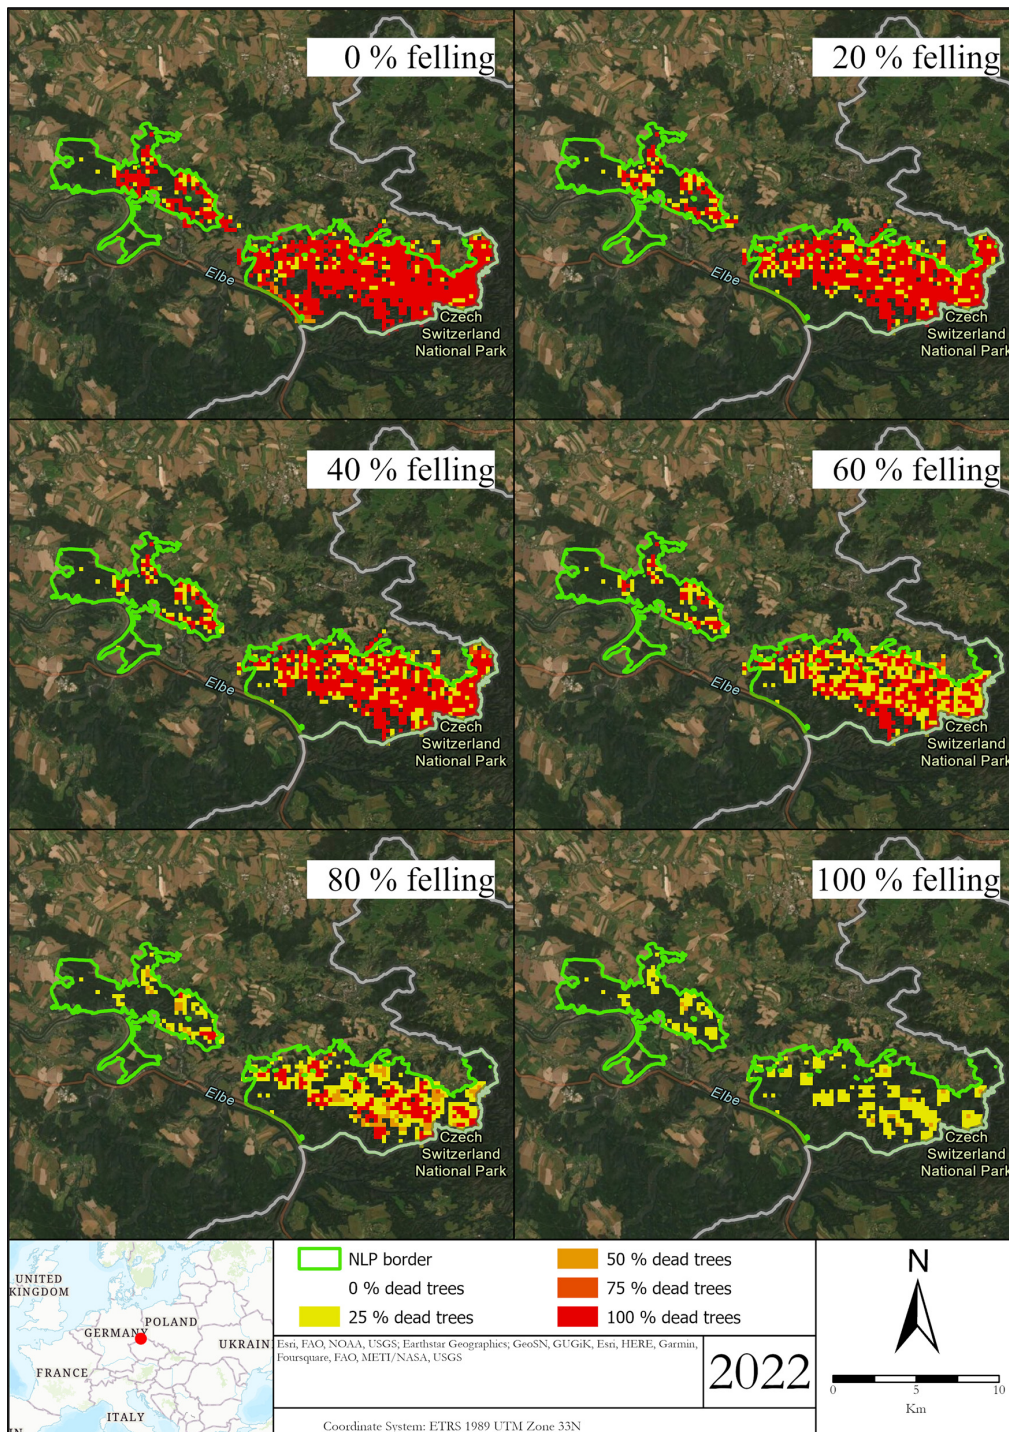 0 % felling
20 % felling
Elbe
Czech
Switzerland
National Park
Elbe
Czech
Switzerland
National Park
40 % felling
60 % felling
Elbe
Czech
Switzerland
National Park
Elbe
Czech
Switzerland
National Park
80 % felling
100 % felling
Elbe
Czech
Switzerland
National Park
Elbe
Czech
Switzerland
National Park
UNITED
KINGDOM
POLAND
GERMANY
UKRAIN
FRANCE
ITALY
IN
NLP border
0 % dead trees
25 % dead trees
50 % dead trees
75 % dead trees
100 % dead trees
Esri, FAO, NOAA, USGS; Earthstar Geographics; GeoSN, GUGiK, Esri, HERE, Garmin,
Foursquare, FAO, METI/NASA, USGS
2022
Coordinate System: ETRS 1989 UTM Zone 33N
N
0 5 10
Km